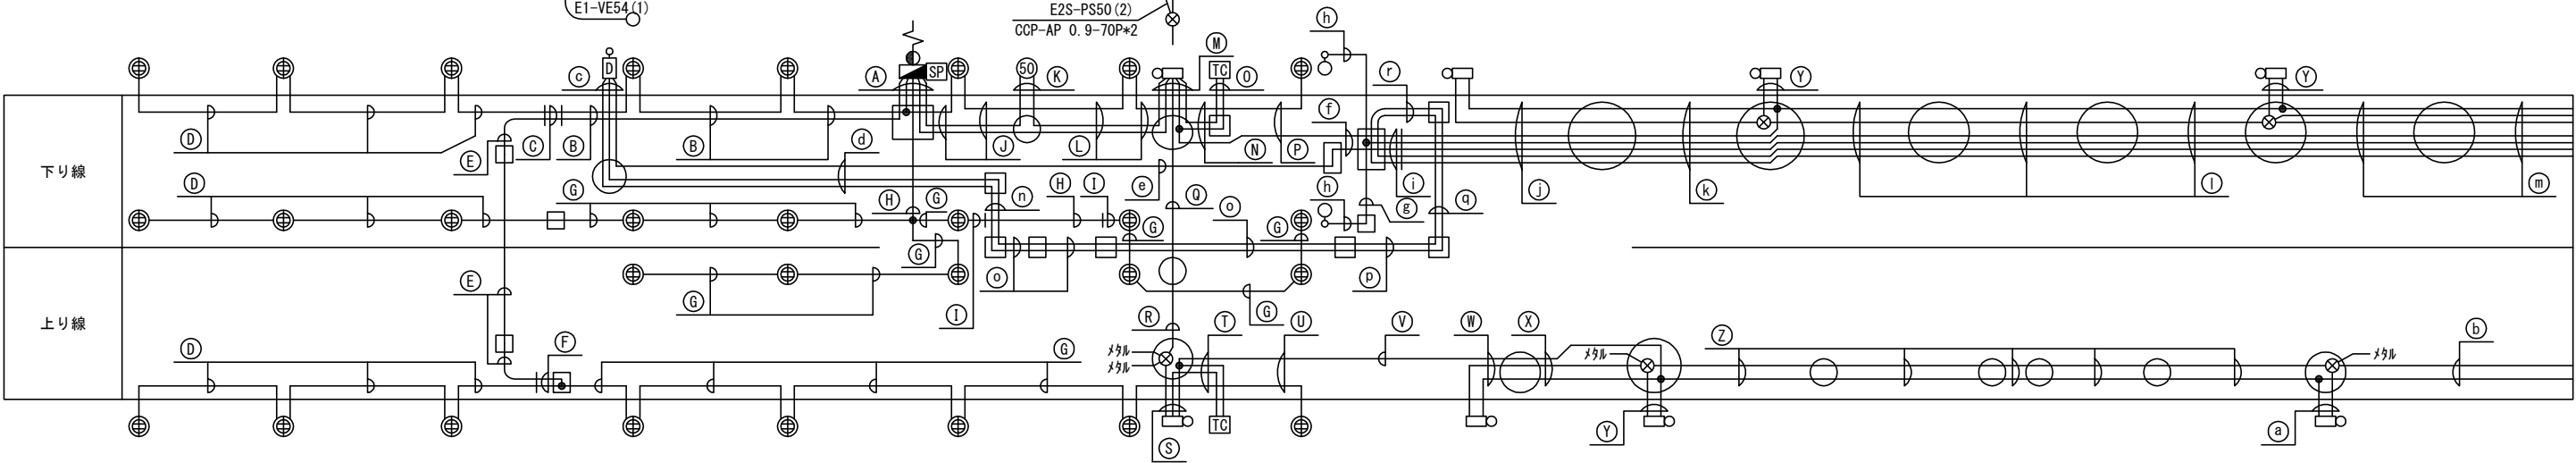 E1-VE54(1)
E2S-PS50(2)
CCP-AP 0.9-70P*2
h
M
c
D
A
SP
50
K
TC
O
r
Y
Y
f
D
E
C
B
B
d
J
L
N
P
下り線
D
G
H
G
n
H
I
e
Q
o
h
g
i
q
j
k
l
m
G
G
G
E
G
o
I
G
p
上り線
D
F
G
R
T
U
V
W
X
Z
b
メタル
メタル
メタル
メタル
S
TC
Y
a